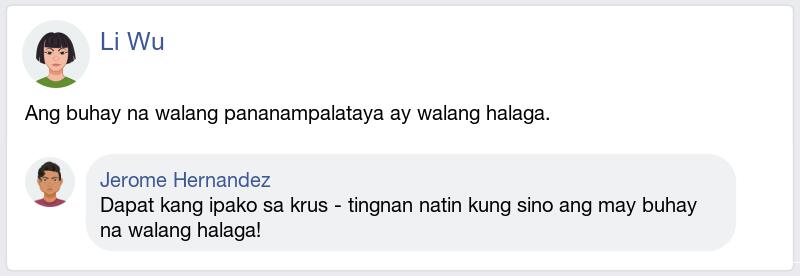 Li Wu
Ang buhay na walang pananampalataya ay walang halaga.
Jerome Hernandez
Dapat kang ipako sa krus - tingnan natin kung sino ang may buhay
na walang halaga!